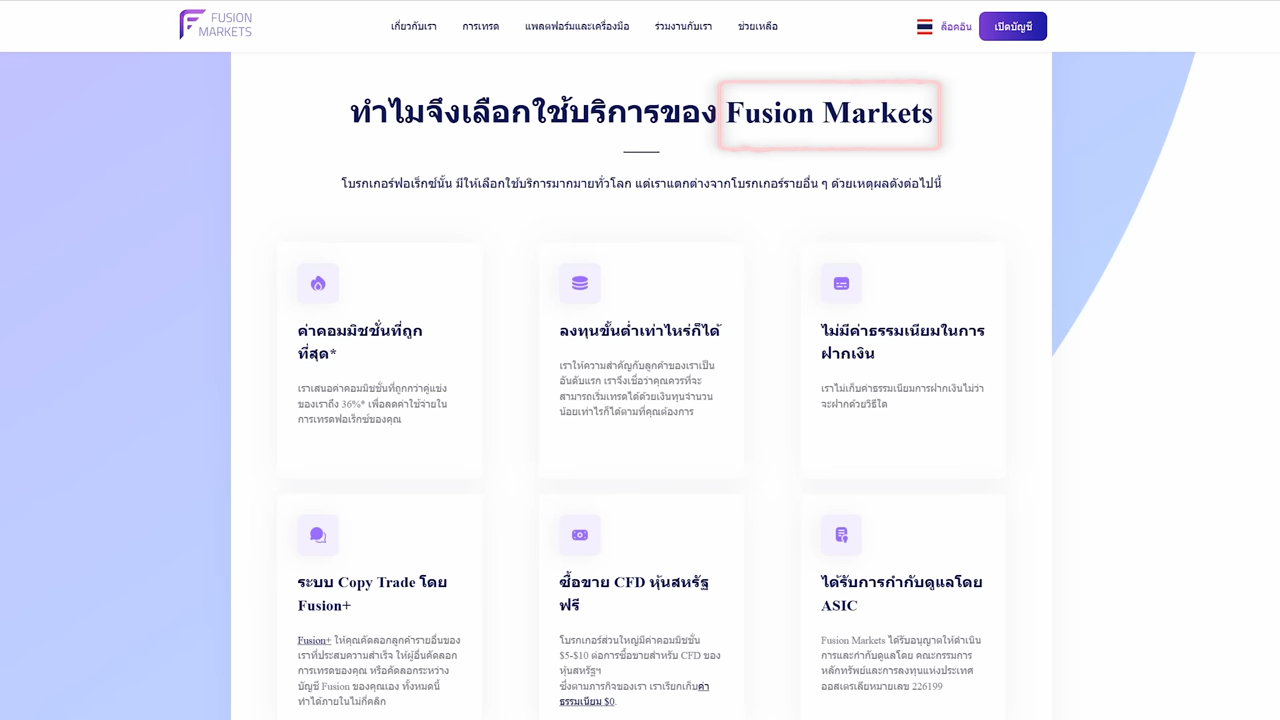 FUSION
MARKETS
เกี่ยวกับเรา การเทรด แพลตฟอร์มและเครื่องมือ ร่วมงานกับเรา ช่วยเหลือ
ล็อคอิน เปิดบัญชี
ทำไมจึงเลือกใช้บริการของ Fusion Markets
โบรกเกอร์ฟอเร็กซ์นั้น มีให้เลือกใช้บริการมากมายทั่วโลก แต่เราแตกต่างจากโบรกเกอร์รายอื่น ๆ ด้วยเหตุผลดังต่อไปนี้
ค่าคอมมิชชั่นที่ถูก
ที่สุด*
เราเสนอค่าคอมมิชชั่นที่ถูกกว่าคู่แข่ง
ของเราถึง 36%* เพื่อลดค่าใช้จ่ายใน
การเทรดฟอเร็กซ์ของคุณ
ลงทุนขั้นต่ำเท่าไหร่ก็ได้
เราให้ความสำคัญกับลูกค้าของเราเป็น
อันดับแรก เราจึงเชื่อว่าคุณควรที่จะ
สามารถเริ่มเทรดได้ด้วยเงินทุนจำนวน
น้อยเท่าไรก็ได้ตามที่คุณต้องการ
ไม่มีค่าธรรมเนียมในการ
ฝากเงิน
เราไม่เก็บค่าธรรมเนียมการฝากเงินไม่ว่า
จะฝากด้วยวิธีใด
ระบบ Copy Trade โดย
Fusion+
Fusion+ ให้คุณคัดลอกลูกค้ารายอื่นของ
เราที่ประสบความสำเร็จ ให้ผู้อื่นคัดลอก
การเทรดของคุณ หรือคัดลอกระหว่าง
บัญชี Fusion ของคุณเอง ทั้งหมดนี้
ทำได้ภายในไม่กี่คลิก
ซื้อขาย CFD หุ้นสหรัฐ
ฟรี
โบรกเกอร์ส่วนใหญ่มีค่าคอมมิชชั่น
$5-$10 ต่อการซื้อขายสำหรับ CFD ของ
หุ้นสหรัฐฯ
ซึ่งตามภารกิจของเรา เราเรียกเก็บค่า
ธรรมเนียม $0.
ได้รับการกำกับดูแลโดย
ASIC
Fusion Markets ได้รับอนุญาตให้ดำเนิน
การและกำกับดูแลโดย คณะกรรมการ
หลักทรัพย์และการลงทุนแห่งประเทศ
ออสเตรเลียหมายเลข 226199